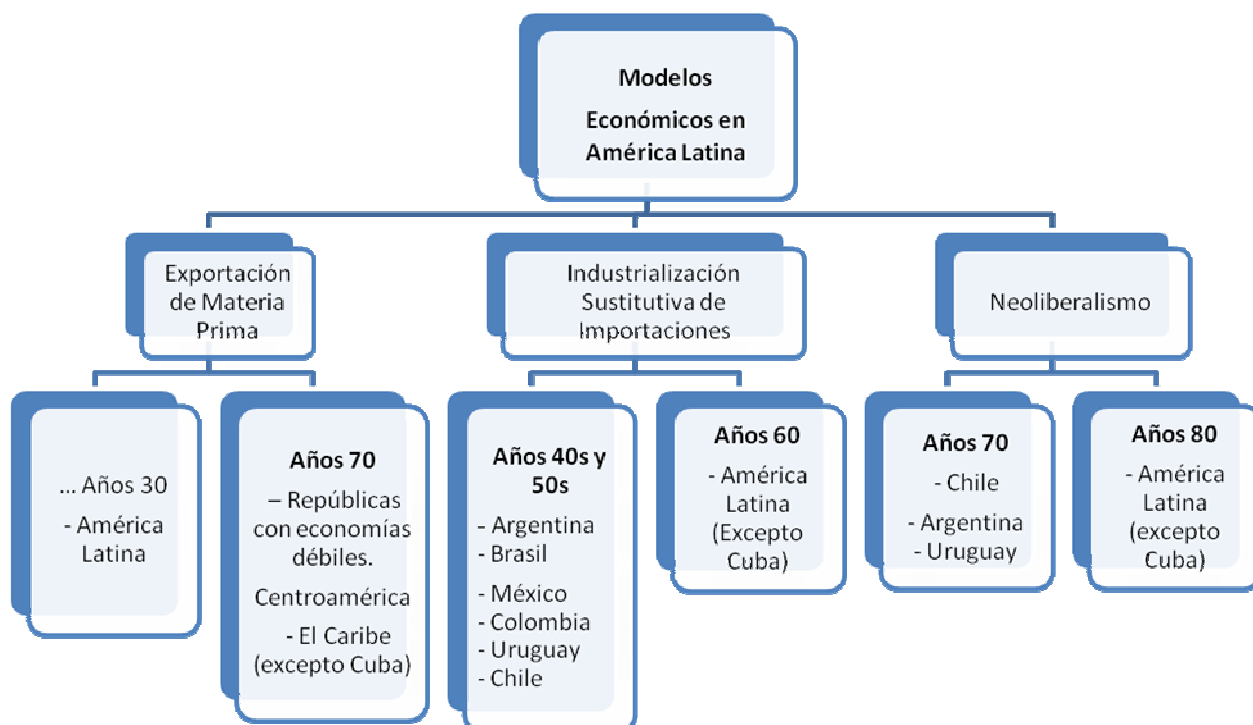 Modelos
Económicos en
América Latina
Exportación
de Materia
Prima
Industrialización
Sustitutiva de
Importaciones
Neoliberalismo
... Años 30
- América
Latina
Años 70
– Repúblicas
con economías
débiles.
Centroamérica
- El Caribe
(excepto Cuba)
Años 40s y
50s
- Argentina
- Brasil
- México
- Colombia
- Uruguay
- Chile
Años 60
- América
Latina
(Excepto
Cuba)
Años 70
- Chile
- Argentina
- Uruguay
Años 80
- América
Latina
(excepto
Cuba)